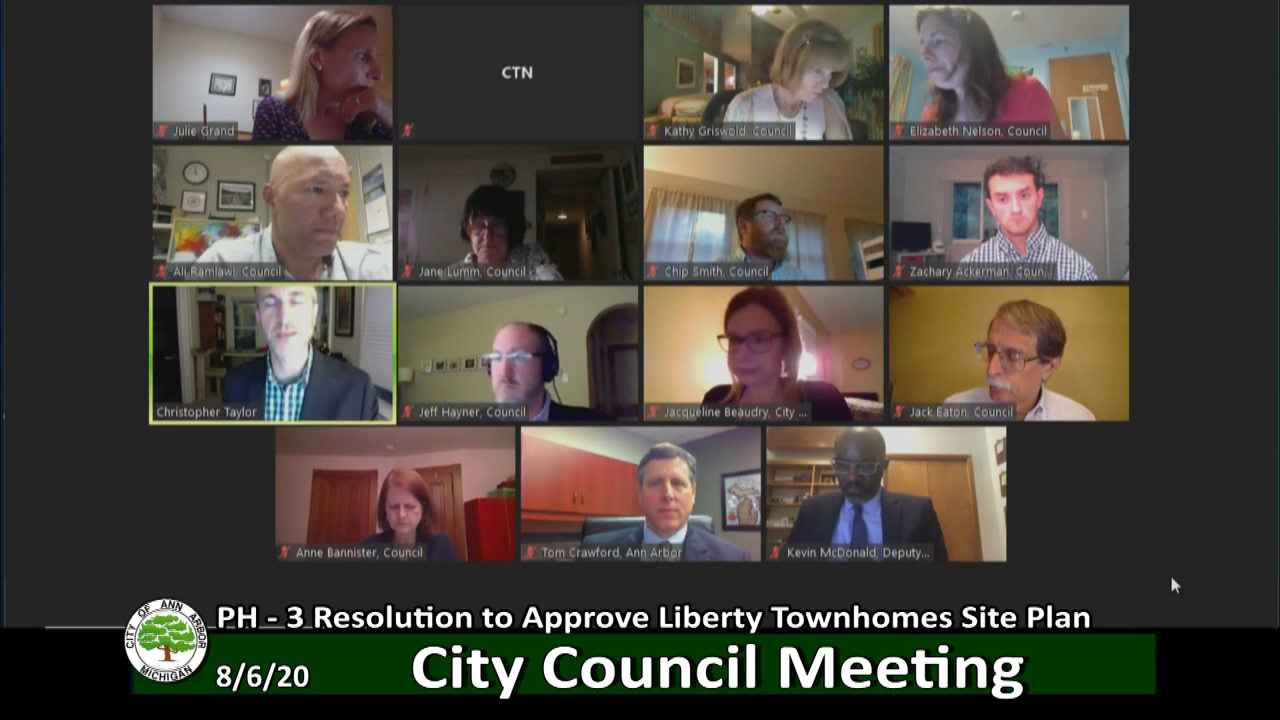 CTN
Julie Grand
Kathy Griswold, Council
Elizabeth Nelson, Council
Ali Ramlawi, Council
Jane Lumm, Council
Chip Smith, Council
Zachary Ackerman, Coun...
Christopher Taylor
Jeff Hayner, Council
Jacqueline Beaudry, City ...
Jack Eaton, Council
Anne Bannister, Council
Tom Crawford, Ann Arbor
Kevin McDonald, Deputy...
CITY OF ANN ARBOR
MICHIGAN
PH - 3 Resolution to Approve Liberty Townhomes Site Plan
8/6/20
City Council Meeting